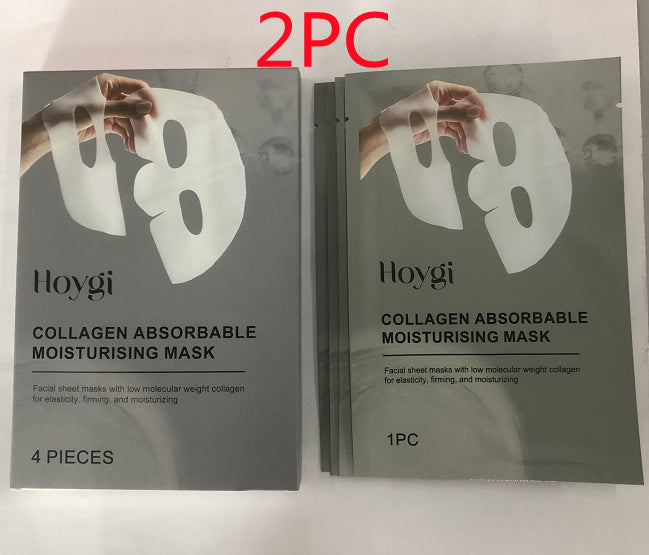 2PC
Hoygi
COLLAGEN ABSORBABLE
MOISTURISING MASK
Facial sheet masks with low molecular weight collagen
for elasticity, firming, and moisturizing
4 PIECES
Hoygi
COLLAGEN ABSORBABLE
MOISTURISING MASK
Facial sheet masks with low molecular weight collagen
for elasticity, firming, and moisturizing
1PC